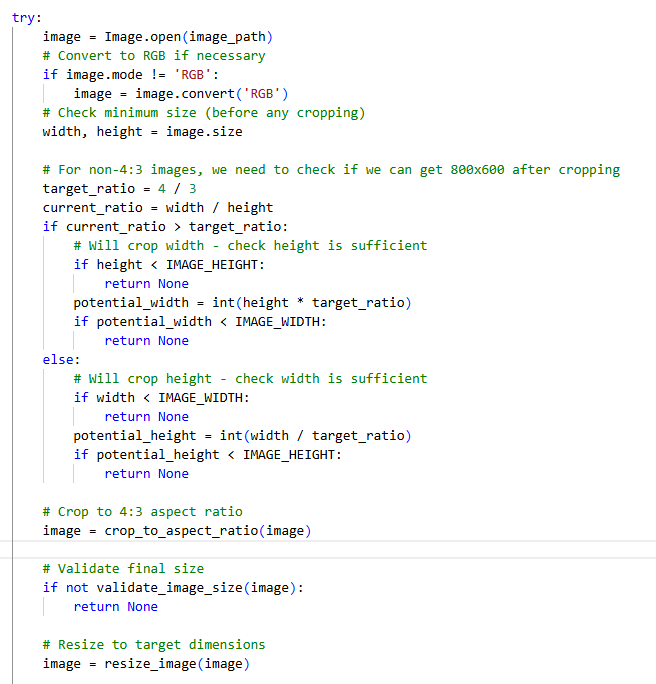 try:
    image = Image.open(image_path)
    # Convert to RGB if necessary
    if image.mode != 'RGB':
        image = image.convert('RGB')
    # Check minimum size (before any cropping)
    width, height = image.size

    # For non-4:3 images, we need to check if we can get 800x600 after cropping
    target_ratio = 4 / 3
    current_ratio = width / height
    if current_ratio > target_ratio:
        # Will crop width - check height is sufficient
        if height < IMAGE_HEIGHT:
            return None
        potential_width = int(height * target_ratio)
        if potential_width < IMAGE_WIDTH:
            return None
    else:
        # Will crop height - check width is sufficient
        if width < IMAGE_WIDTH:
            return None
        potential_height = int(width / target_ratio)
        if potential_height < IMAGE_HEIGHT:
            return None

    # Crop to 4:3 aspect ratio
    image = crop_to_aspect_ratio(image)

    # Validate final size
    if not validate_image_size(image):
        return None

    # Resize to target dimensions
    image = resize_image(image)